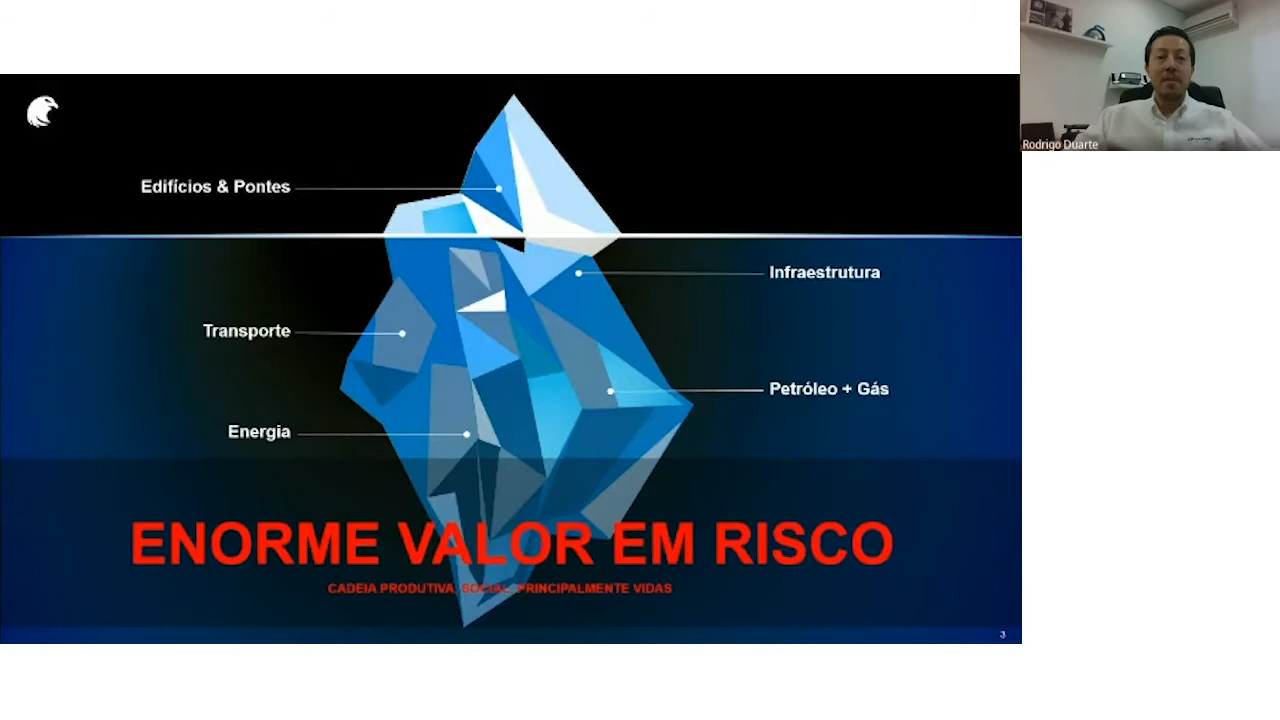 Rodrigo Duarte
Edifícios & Pontes
Infraestrutura
Transporte
Petróleo + Gás
Energia
ENORME VALOR EM RISCO
CADEIA PRODUTIVA, SOCIAL, PRINCIPALMENTE VIDAS
3